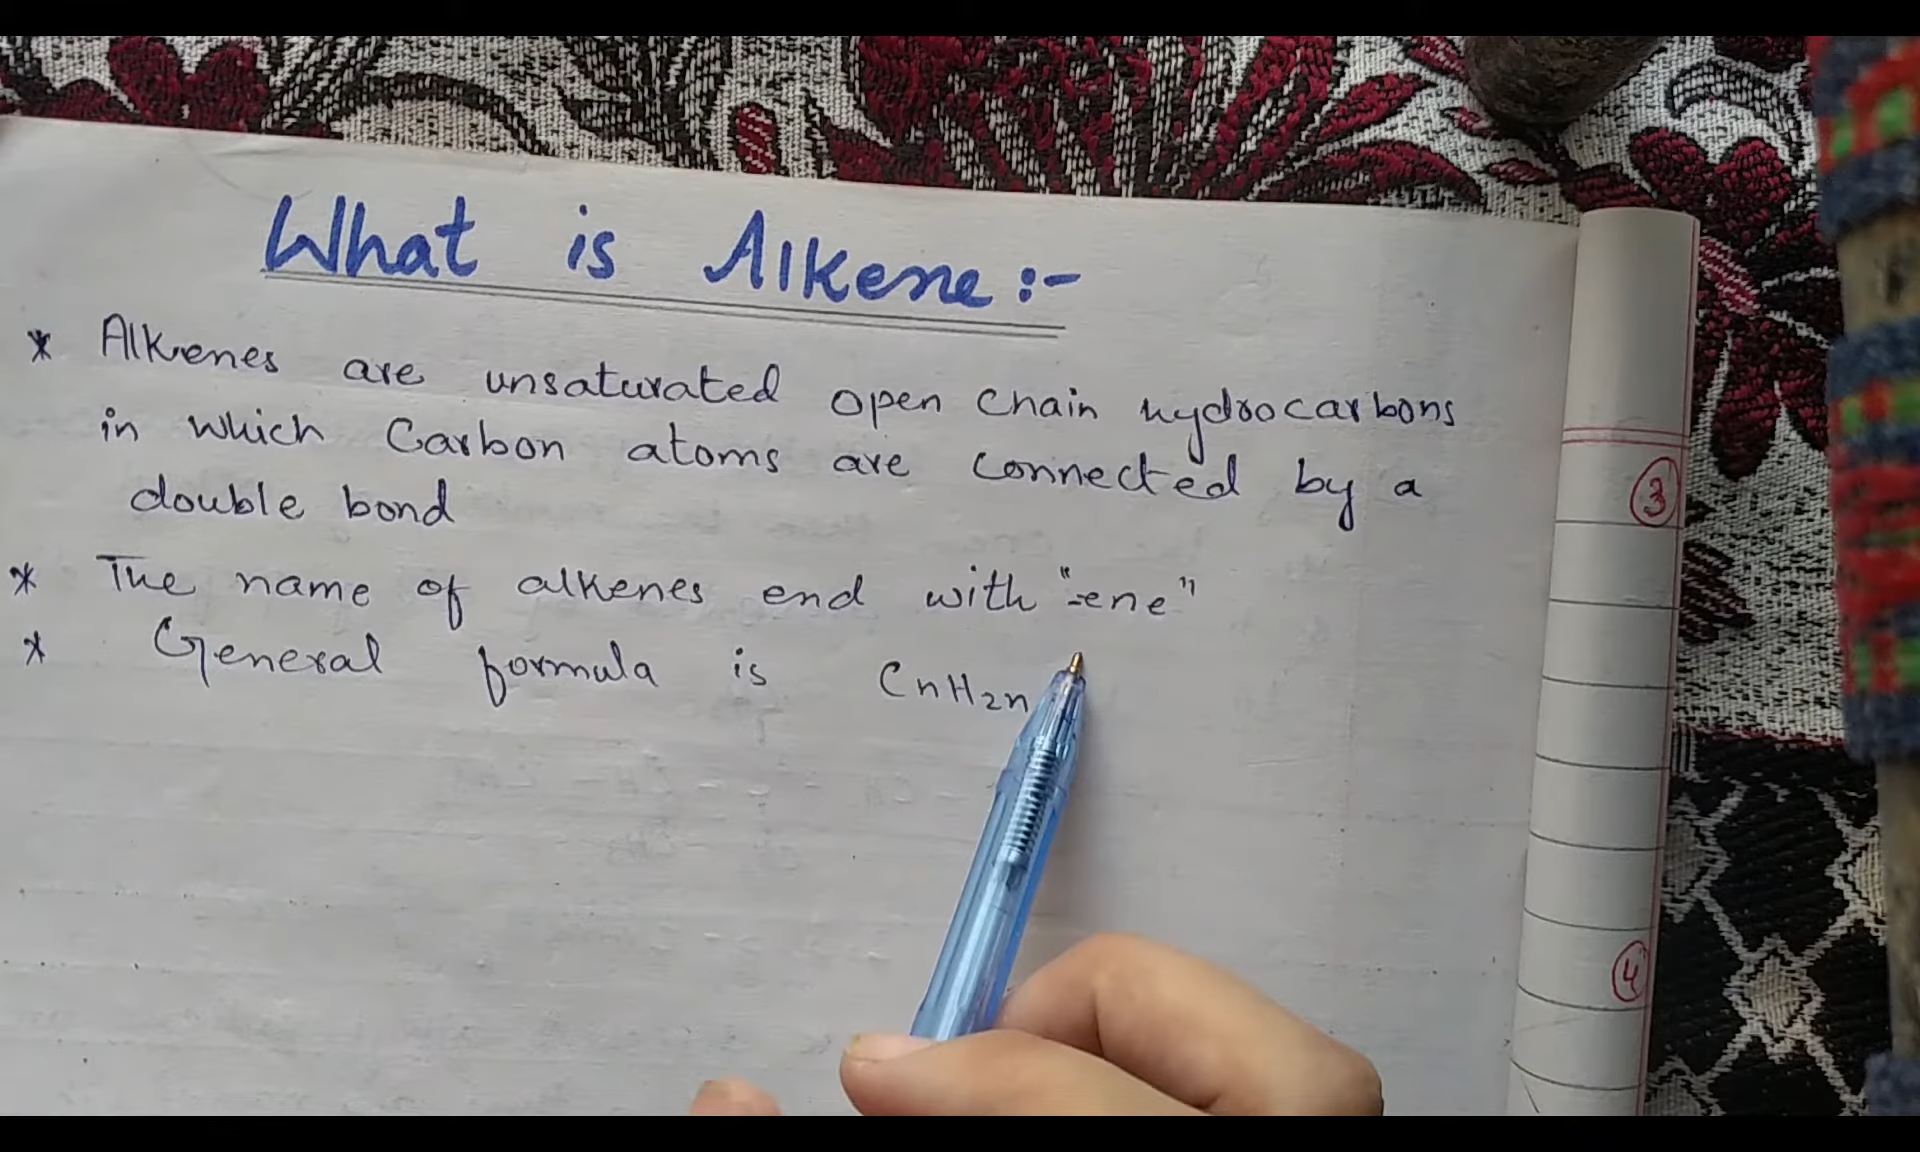 What is Alkene:-
* Alkenes are unsaturated open chain hydrocarbons
in which Carbon atoms are connected by a
double bond
* The name of alkenes end with "-ene"
* General formula is CnH2n
3
4